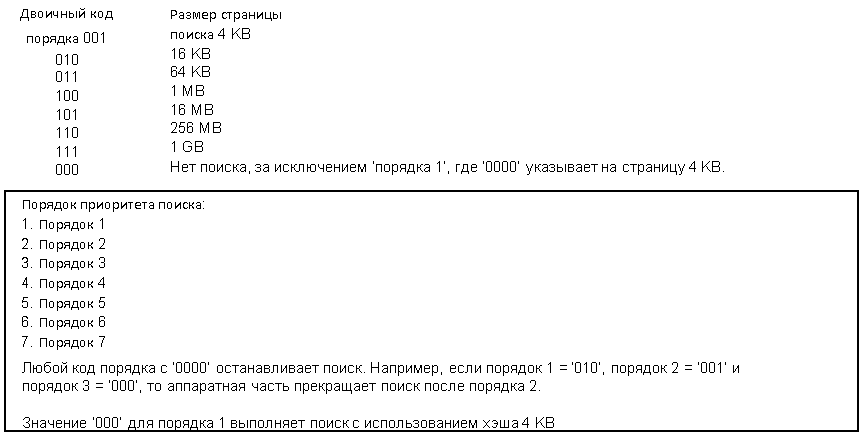 Двоичный код Размер страницы
порядка 001 поиска 4 KB
010 16 KB
011 64 KB
100 1 MB
101 16 MB
110 256 MB
111 1 GB
000 Нет поиска, за исключением 'порядка 1', где '0000' указывает на страницу 4 KB.
Порядок приоритета поиска:
1. Порядок 1
2. Порядок 2
3. Порядок 3
4. Порядок 4
5. Порядок 5
6. Порядок 6
7. Порядок 7
Любой код порядка с '0000' останавливает поиск. Например, если порядок 1 = '010', порядок 2 = '001' и
порядок 3 = '000', то аппаратная часть прекращает поиск после порядка 2.
Значение '000' для порядка 1 выполняет поиск с использованием хэша 4 KB